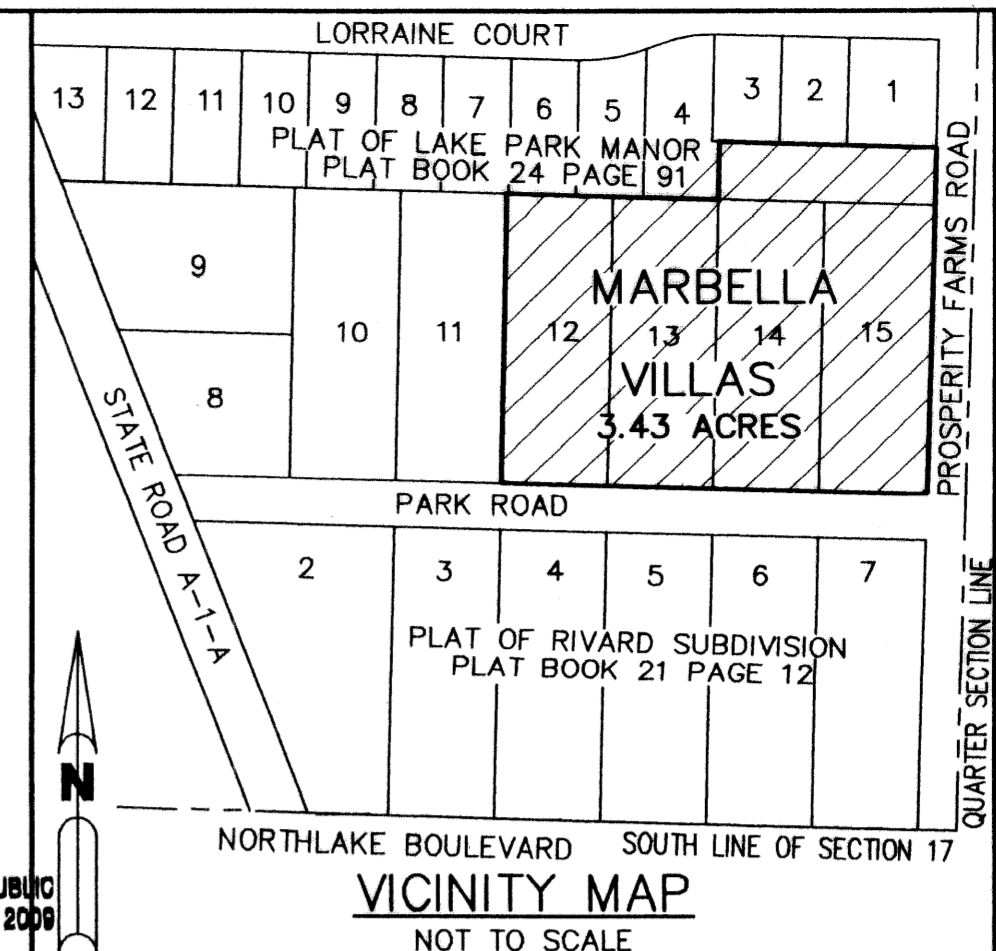 LORRAINE COURT
13 12 11 10 9 8 7 6 5 4 3 2 1
PLAT OF LAKE PARK MANOR
PLAT BOOK 24 PAGE 91
PROSPERITY FARMS ROAD
9
MARBELLA
10 11 12 13 14 15
VILLAS
8
3.43 ACRES
STATE ROAD A-1-A
PARK ROAD
2 3 4 5 6 7
PLAT OF RIVARD SUBDIVISION
PLAT BOOK 21 PAGE 12
QUARTER SECTION LINE
N
NORTHLAKE BOULEVARD
SOUTH LINE OF SECTION 17
UBLIC
2009
VICINITY MAP
NOT TO SCALE